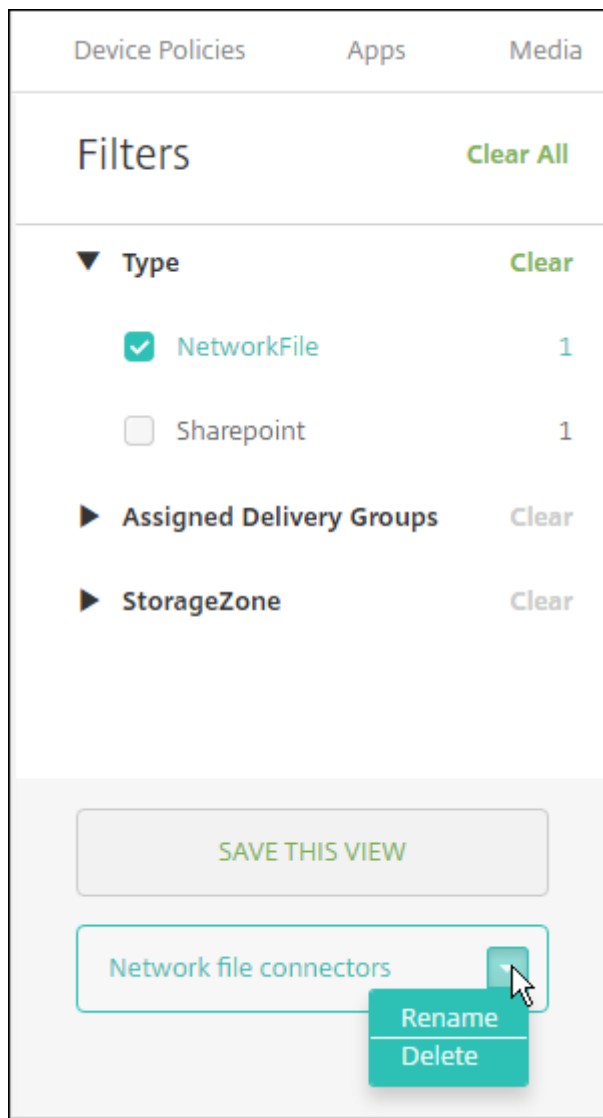 Device Policies Apps Media
Filters Clear All
Type Clear
NetworkFile 1
Sharepoint 1
Assigned Delivery Groups Clear
StorageZone Clear
SAVE THIS VIEW
Network file connectors
Rename
Delete